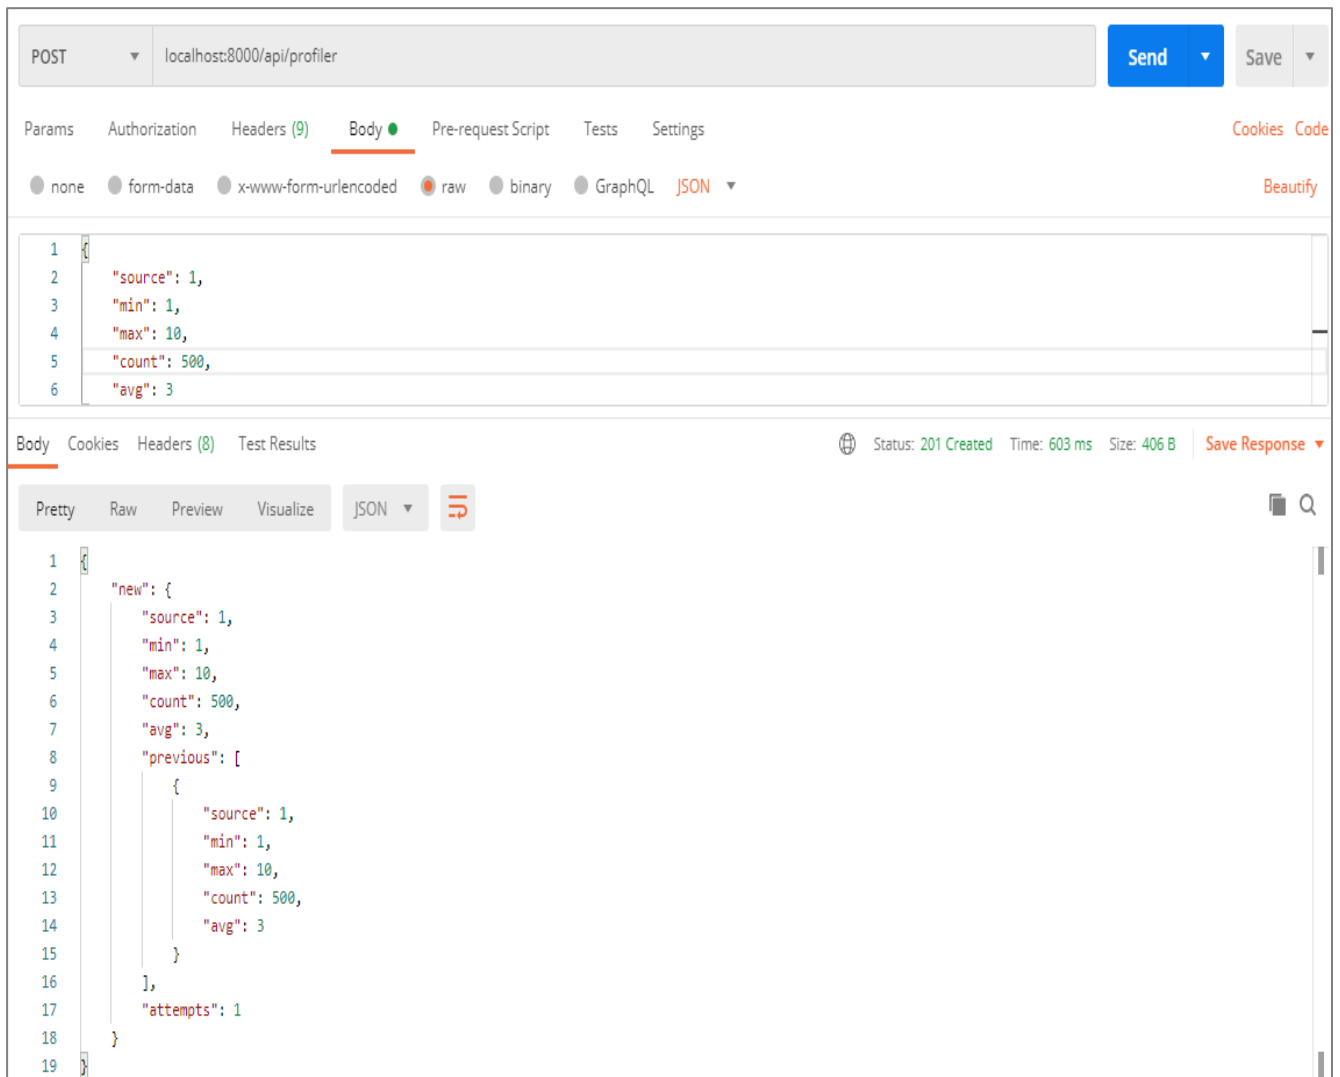 POST localhost:8000/api/profiler Send Save
Params Authorization Headers (9) Body Pre-request Script Tests Settings Cookies Code
none form-data x-www-form-urlencoded raw binary GraphQL JSON Beautify
1 {
2 "source": 1,
3 "min": 1,
4 "max": 10,
5 "count": 500,
6 "avg": 3
Body Cookies Headers (8) Test Results Status: 201 Created Time: 603 ms Size: 406 B Save Response
Pretty Raw Preview Visualize JSON
1 {
2 "new": {
3 "source": 1,
4 "min": 1,
5 "max": 10,
6 "count": 500,
7 "avg": 3,
8 "previous": [
9 {
10 "source": 1,
11 "min": 1,
12 "max": 10,
13 "count": 500,
14 "avg": 3
15 }
16 ],
17 "attempts": 1
18 }
19 }